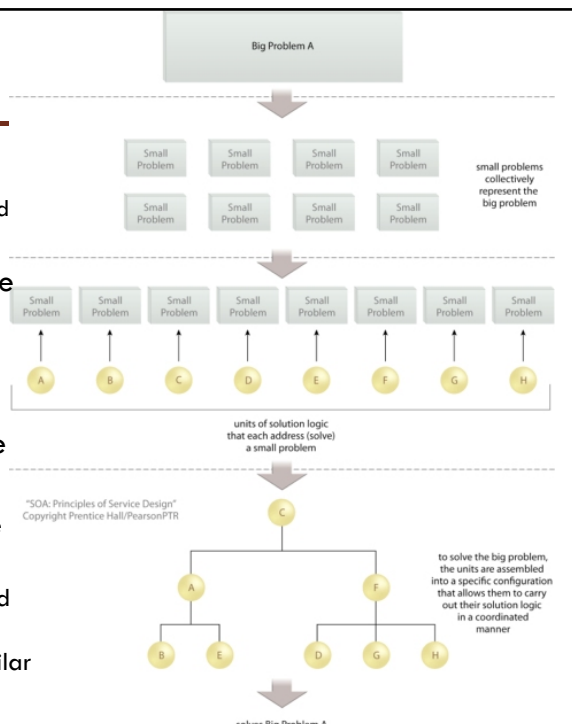 Big Problem A
Small Small Small Small
Problem Problem Problem Problem
small problems
collectively
represent the
big problem
Small Small Small Small
Problem Problem Problem Problem
d
e
Small Small Small Small Small Small Small Small
Problem Problem Problem Problem Problem Problem Problem Problem
A B C D E F G H
units of solution logic
that each address (solve)
a small problem
e
"SOA: Principles of Service Design"
Copyright Prentice Hall/PearsonPTR
C
to solve the big problem,
the units are assembled
into a specific configuration
that allows them to carry
out their solution logic
in a coordinated
manner
A F
d
B E D G H
ilar
solves Big Problem A